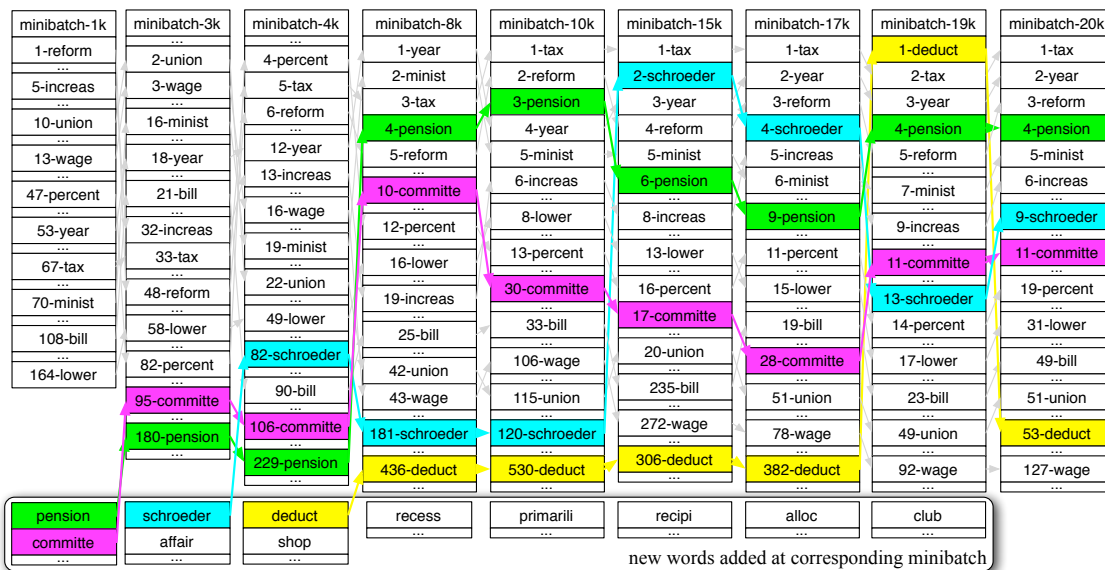 minibatch-1k
1-reform
...
5-increas
...
10-union
...
13-wage
...
47-percent
...
53-year
...
67-tax
...
70-minist
...
108-bill
...
164-lower
...
minibatch-3k
...
2-union
3-wage
...
16-minist
...
18-year
...
21-bill
...
32-increas
33-tax
...
48-reform
...
58-lower
...
82-percent
...
95-committe
...
180-pension
...
minibatch-4k
...
4-percent
5-tax
6-reform
...
12-year
13-increas
...
16-wage
...
19-minist
...
22-union
...
49-lower
...
82-schroeder
...
90-bill
...
106-committe
...
229-pension
...
minibatch-8k
1-year
2-minist
3-tax
4-pension
5-reform
...
10-committe
...
12-percent
...
16-lower
...
19-increas
...
25-bill
...
42-union
43-wage
...
181-schroeder
...
436-deduct
...
minibatch-10k
1-tax
2-reform
3-pension
4-year
5-minist
6-increas
...
8-lower
...
13-percent
...
30-committe
...
33-bill
...
106-wage
...
115-union
...
120-schroeder
...
530-deduct
...
minibatch-15k
1-tax
2-schroeder
3-year
4-reform
5-minist
6-pension
...
8-increas
...
13-lower
...
16-percent
17-committe
...
20-union
...
235-bill
...
272-wage
...
306-deduct
...
minibatch-17k
1-tax
2-year
3-reform
4-schroeder
5-increas
6-minist
...
9-pension
...
11-percent
...
15-lower
...
19-bill
...
28-committe
...
51-union
...
78-wage
...
382-deduct
...
minibatch-19k
1-deduct
2-tax
3-year
4-pension
5-reform
...
7-minist
...
9-increas
...
11-committe
...
13-schroeder
14-percent
...
17-lower
...
23-bill
...
49-union
...
92-wage
...
minibatch-20k
1-tax
2-year
3-reform
4-pension
5-minist
6-increas
...
9-schroeder
...
11-committe
...
19-percent
...
31-lower
...
49-bill
...
51-union
...
53-deduct
...
127-wage
...
pension
committe
...
schroeder
affair
...
deduct
shop
...
recess
...
primarili
...
recipi
...
alloc
...
club
...
new words added at corresponding minibatch